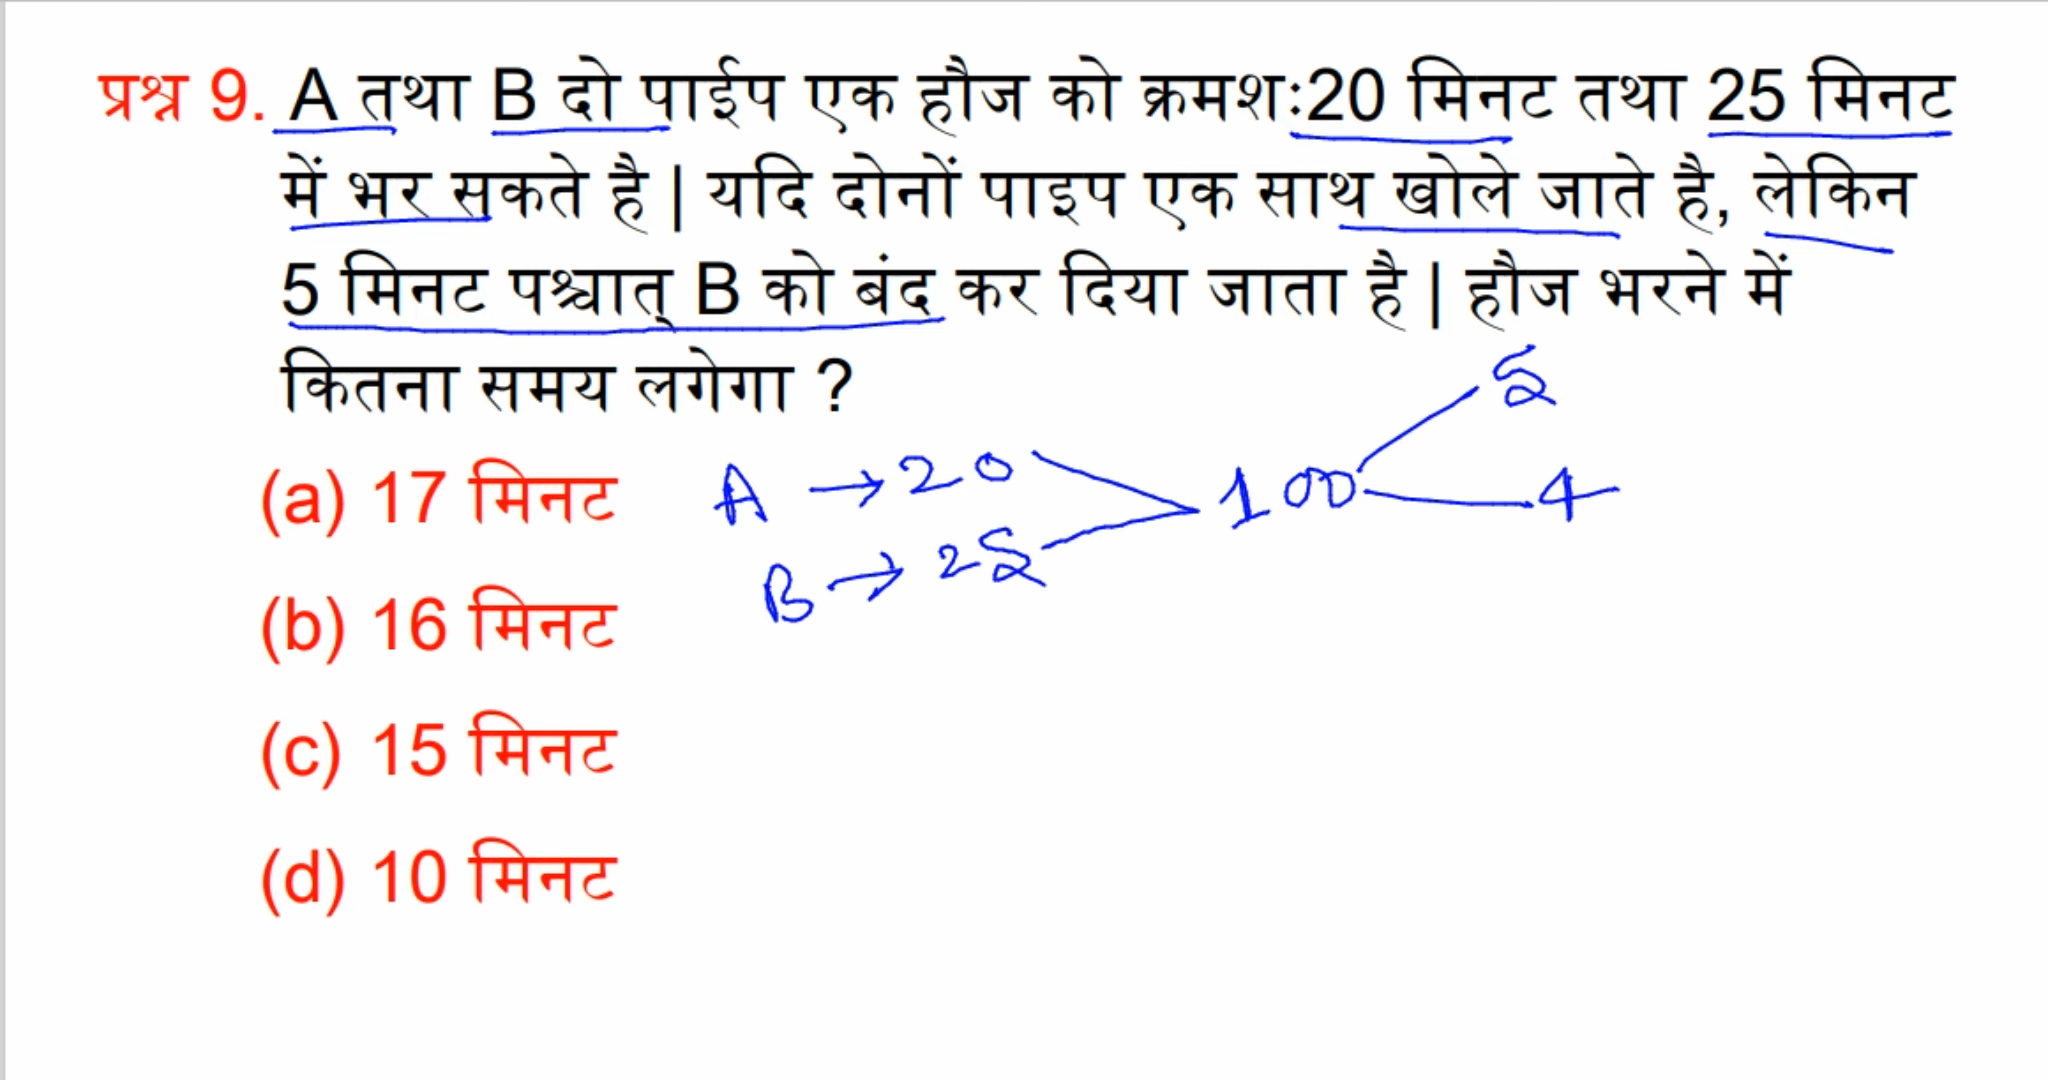 प्रश्न 9. A तथा B दो पाईप एक हौज को क्रमशः20 मिनट तथा 25 मिनट
में भर सकते है | यदि दोनों पाइप एक साथ खोले जाते है, लेकिन
5 मिनट पश्चात् B को बंद कर दिया जाता है | हौज भरने में
कितना समय लगेगा ?
5
(a) 17 मिनट A → 20 100 4
B → 25
(b) 16 मिनट
(c) 15 मिनट
(d) 10 मिनट